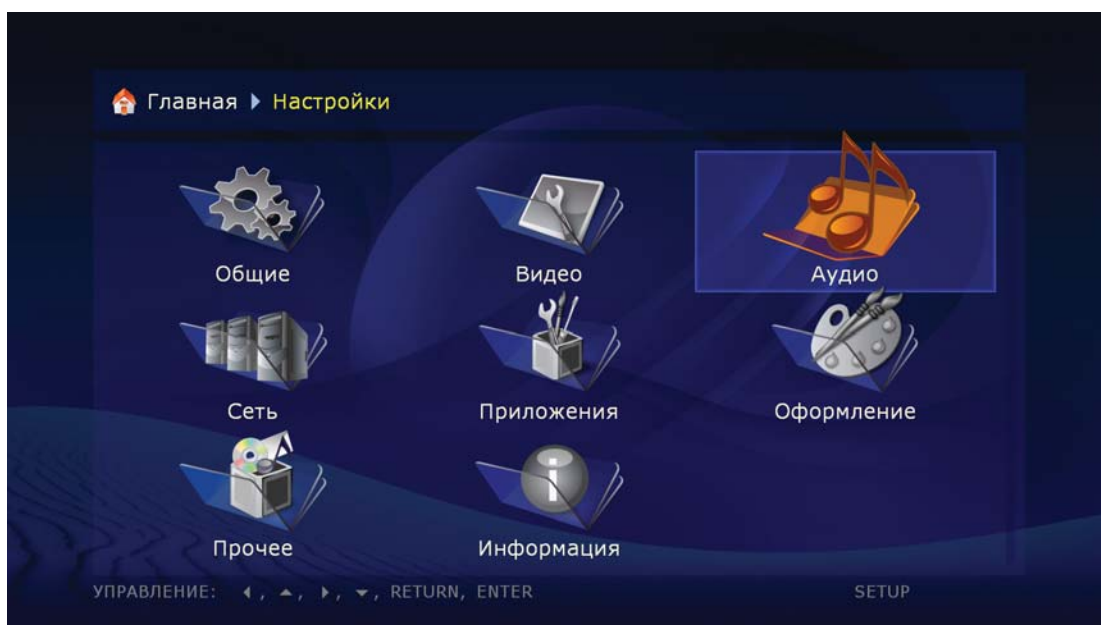 Главная ▶ Настройки
Общие Видео Аудио
Сеть Приложения Оформление
Прочее Информация
УПРАВЛЕНИЕ: ◀, ▲, ▶, ▼, RETURN, ENTER SETUP